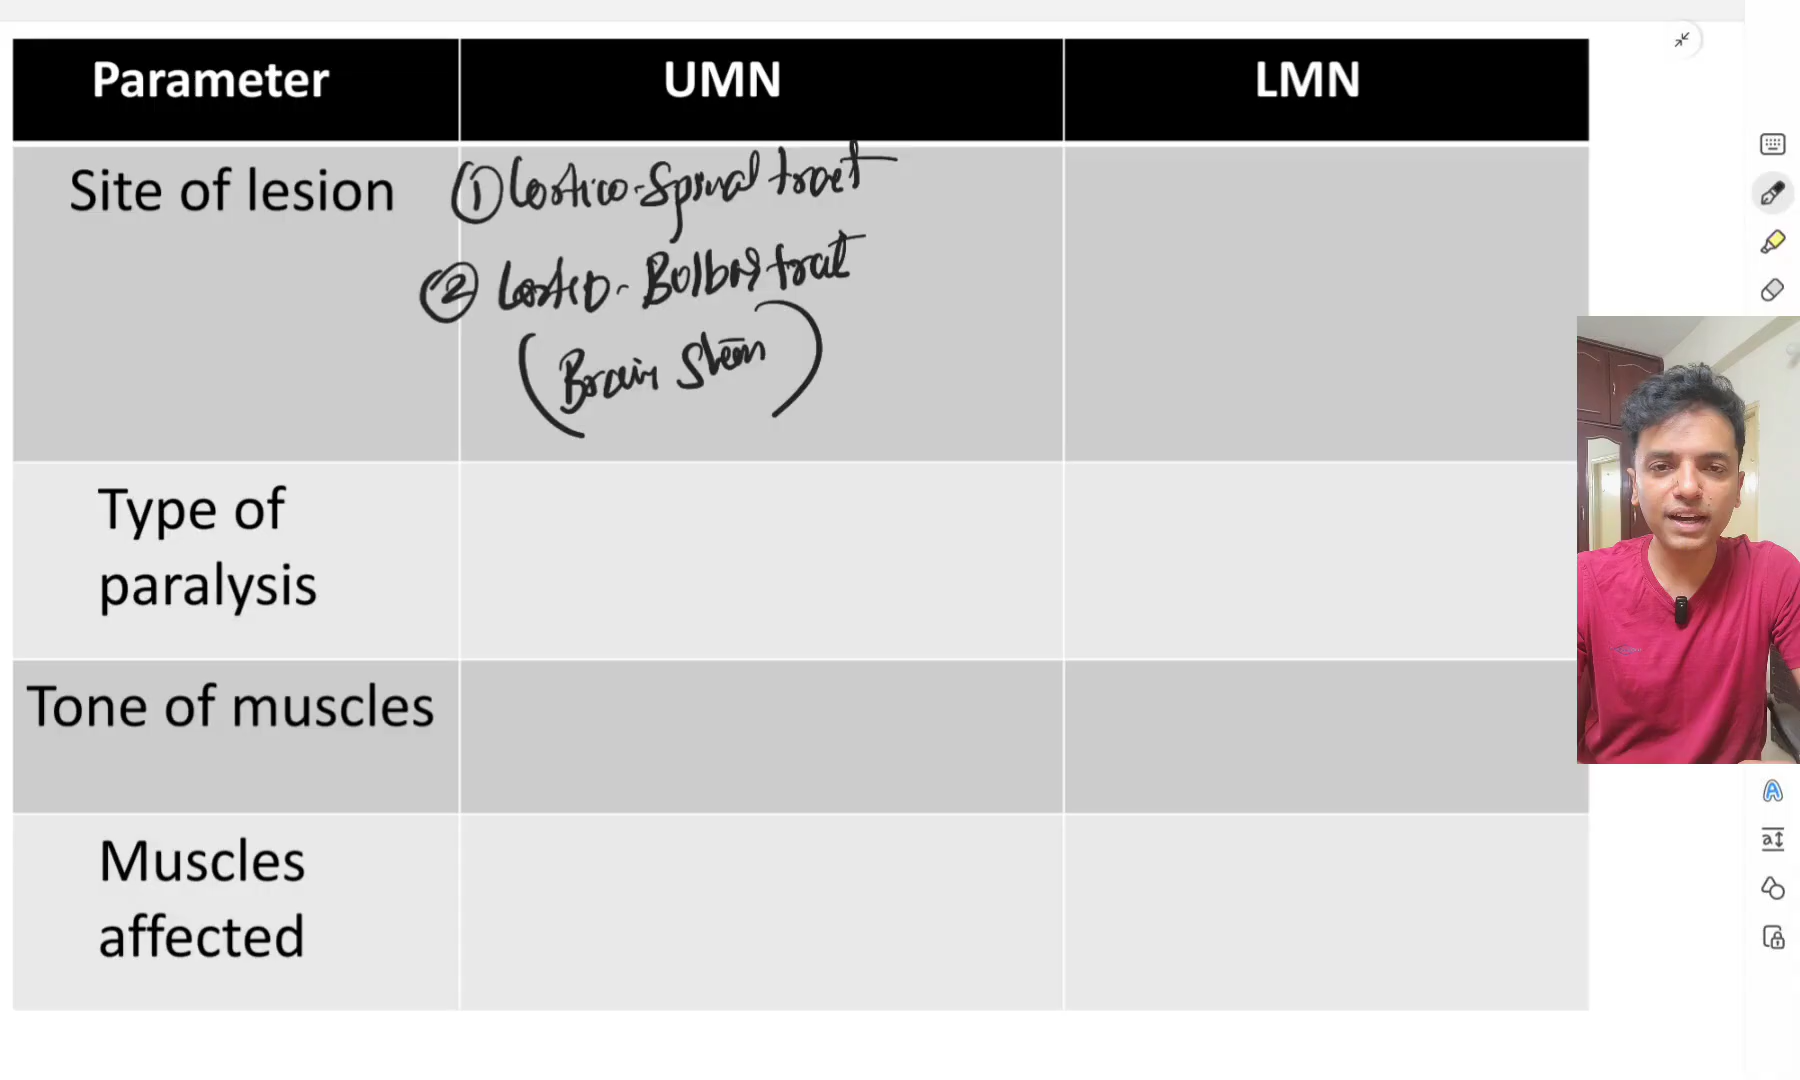 Parameter UMN LMN
Site of lesion ① Cortico-Spinal tract
② Cortico-Bulbar tract
(Brain Stem)
Type of
paralysis
Tone of muscles
Muscles
affected